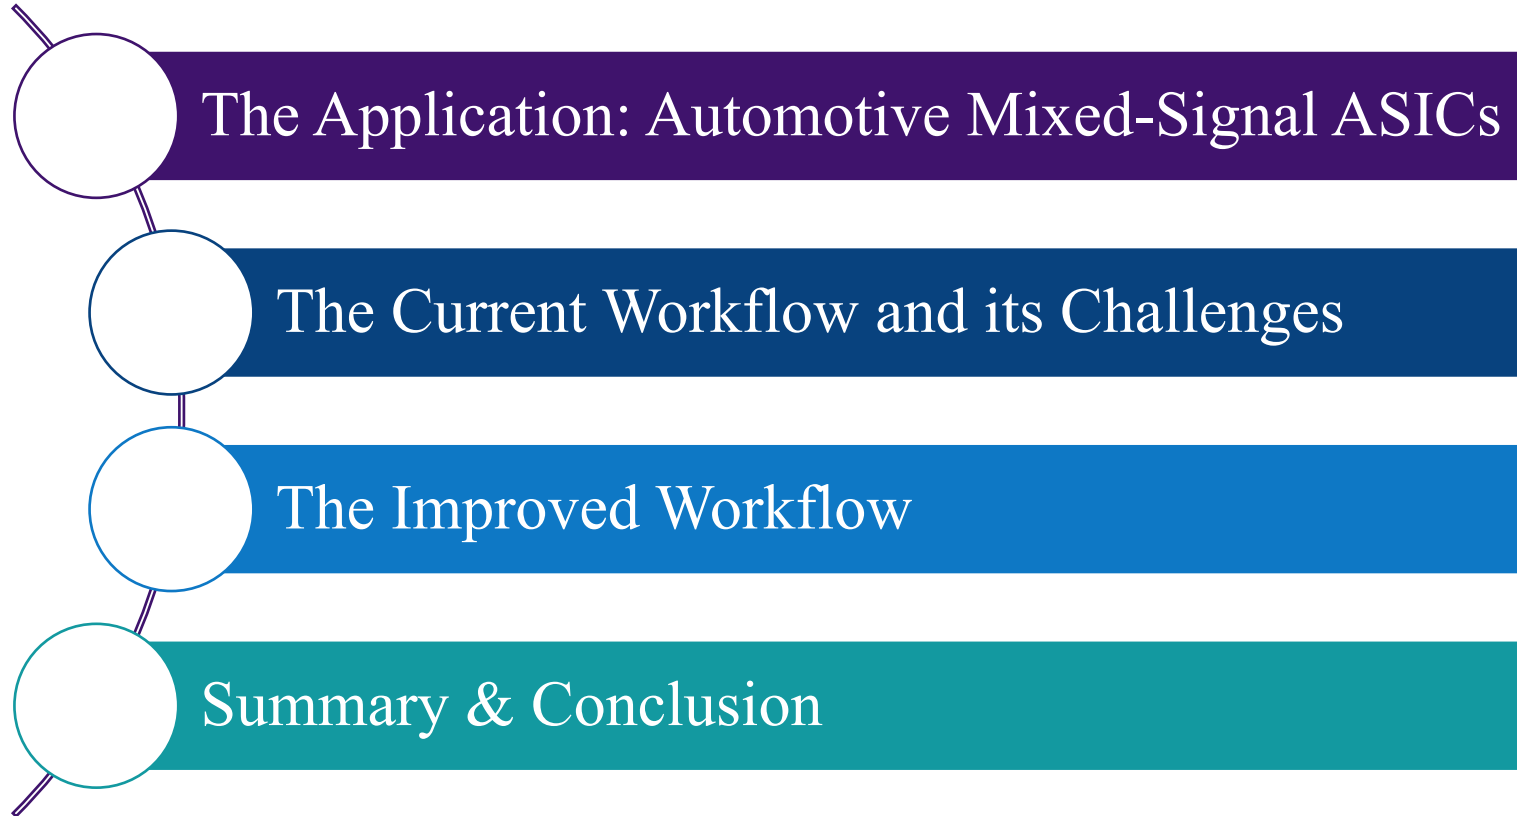 The Application: Automotive Mixed-Signal ASICs
The Current Workflow and its Challenges
The Improved Workflow
Summary & Conclusion